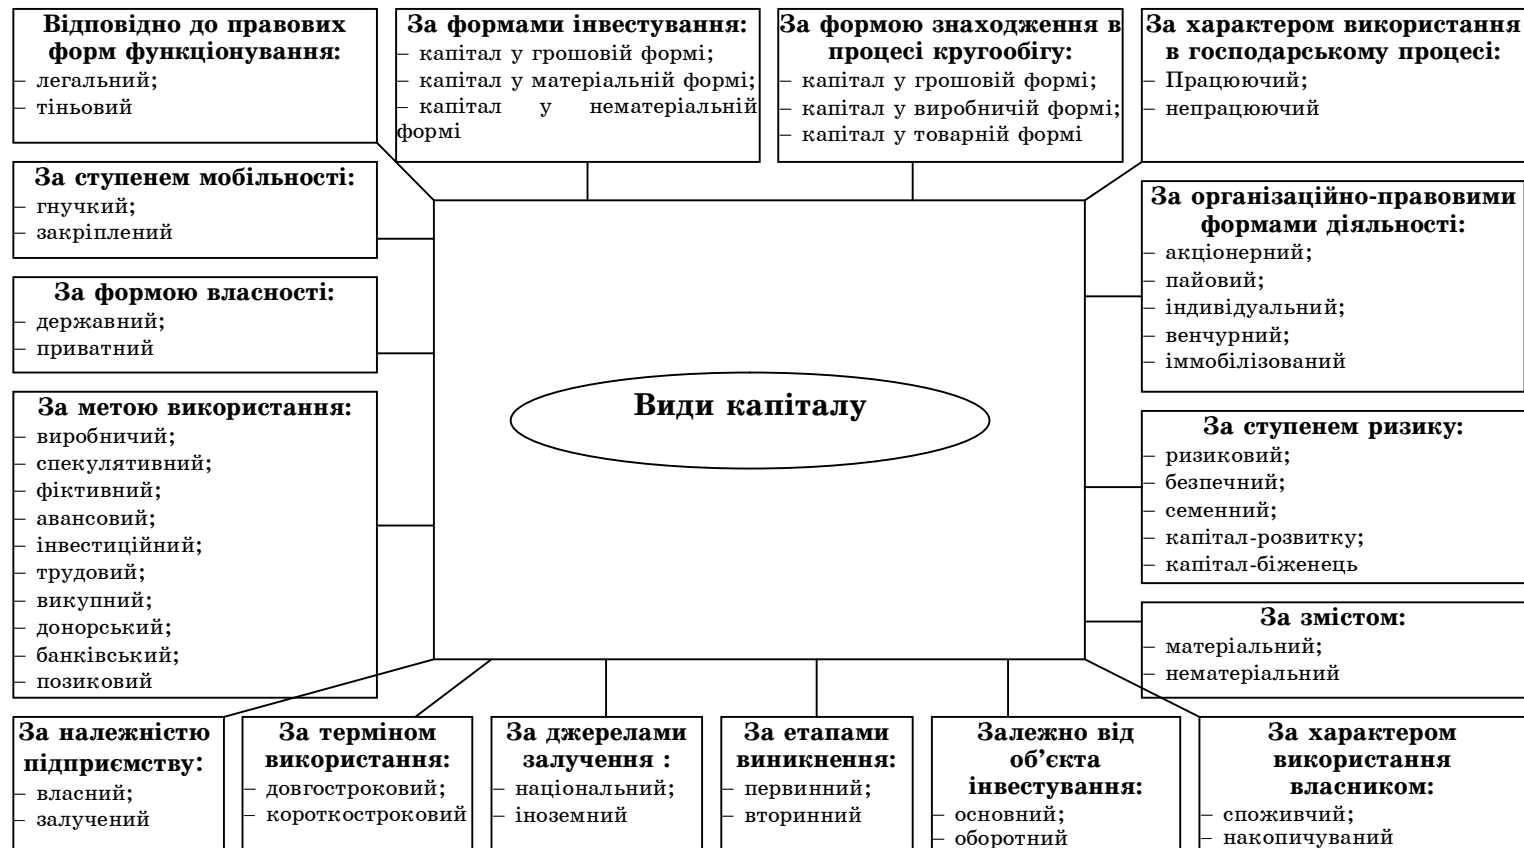 Відповідно до правових
форм функціонування:
– легальний;
– тіньовий
За формами інвестування:
– капітал у грошовій формі;
– капітал у матеріальній формі;
– капітал у нематеріальній
формі
За формою знаходження в
процесі кругообігу:
– капітал у грошовій формі;
– капітал у виробничій формі;
– капітал у товарній формі
За характером використання
в господарському процесі:
– Працюючий;
– непрацюючий
За ступенем мобільності:
– гнучкий;
– закріплений
За організаційно-правовими
формами діяльності:
– акціонерний;
– пайовий;
– індивідуальний;
– венчурний;
– іммобілізований
За формою власності:
– державний;
– приватний
Види капіталу
За метою використання:
– виробничий;
– спекулятивний;
– фіктивний;
– авансовий;
– інвестиційний;
– трудовий;
– викупний;
– донорський;
– банківський;
– позиковий
За ступенем ризику:
– ризиковий;
– безпечний;
– семенний;
– капітал-розвитку;
– капітал-біженець
За змістом:
– матеріальний;
– нематеріальний
За належністю
підприємству:
– власний;
– залучений
За терміном
використання:
– довгостроковий;
– короткостроковий
За джерелами
залучення :
– національний;
– іноземний
За етапами
виникнення:
– первинний;
– вторинний
Залежно від
об’єкта
інвестування:
– основний;
– оборотний
За характером
використання
власником:
– споживчий;
– накопичуваний